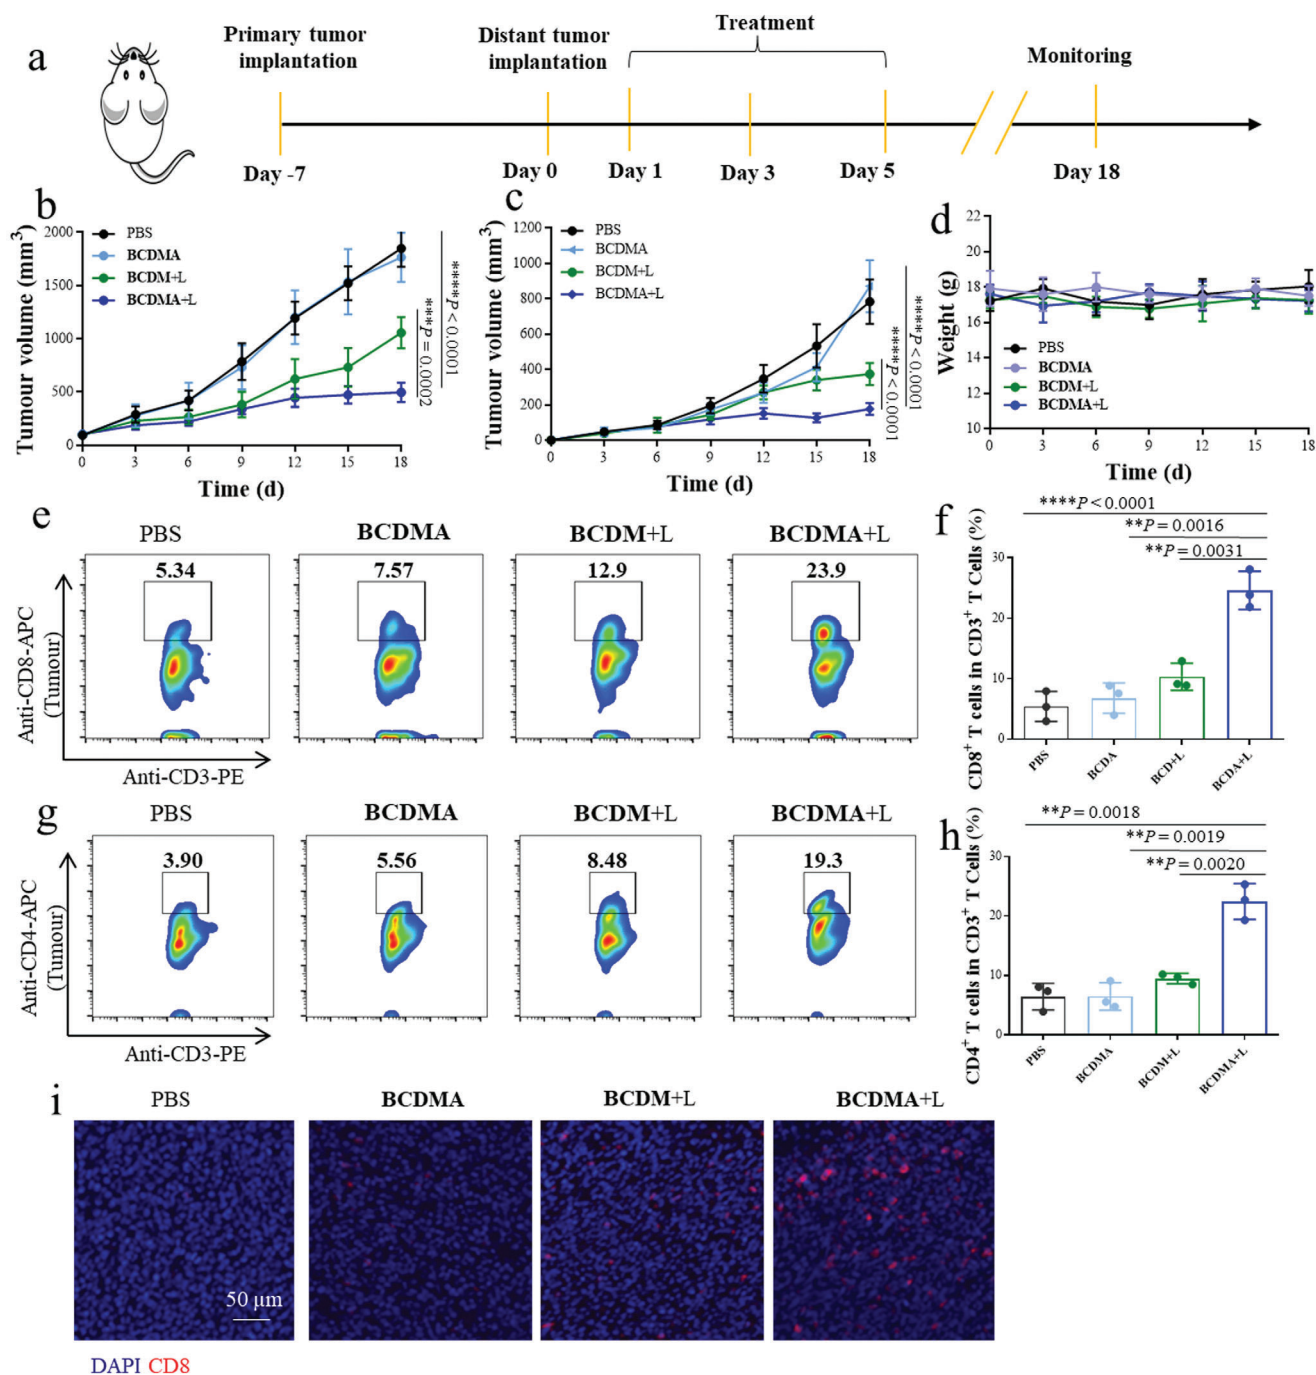 a
Primary tumor
implantation
Distant tumor
implantation
Treatment
Monitoring
Day -7
Day 0
Day 1
Day 3
Day 5
Day 18
b
Tumour volume (mm³)
2000
1500
1000
500
0
PBS
BCDMA
BCDM+L
BCDMA+L
****P < 0.0001
***P = 0.0002
0 3 6 9 12 15 18
Time (d)
c
Tumour volume (mm³)
1200
1000
800
600
400
200
0
PBS
BCDMA
BCDM+L
BCDMA+L
****P < 0.0001
****P < 0.0001
0 3 6 9 12 15 18
Time (d)
d
Weight (g)
22
20
18
16
14
12
10
PBS
BCDMA
BCDM+L
BCDMA+L
0 3 6 9 12 15 18
Time (d)
e
PBS
BCDMA
BCDM+L
BCDMA+L
5.34
7.57
12.9
23.9
Anti-CD8-APC
(Tumour)
Anti-CD3-PE
f
CD8⁺ T cells in CD3⁺ T Cells (%)
****P < 0.0001
**P = 0.0016
**P = 0.0031
30
20
10
0
PBS
BCDA
BCD+L
BCDA+L
g
PBS
BCDMA
BCDM+L
BCDMA+L
3.90
5.56
8.48
19.3
Anti-CD4-APC
(Tumour)
Anti-CD3-PE
h
CD4⁺ T cells in CD3⁺ T Cells (%)
**P = 0.0018
**P = 0.0019
**P = 0.0020
30
20
10
0
PBS
BCDMA
BCDM+L
BCDMA+L
i
PBS
BCDMA
BCDM+L
BCDMA+L
50 µm
DAPI CD8